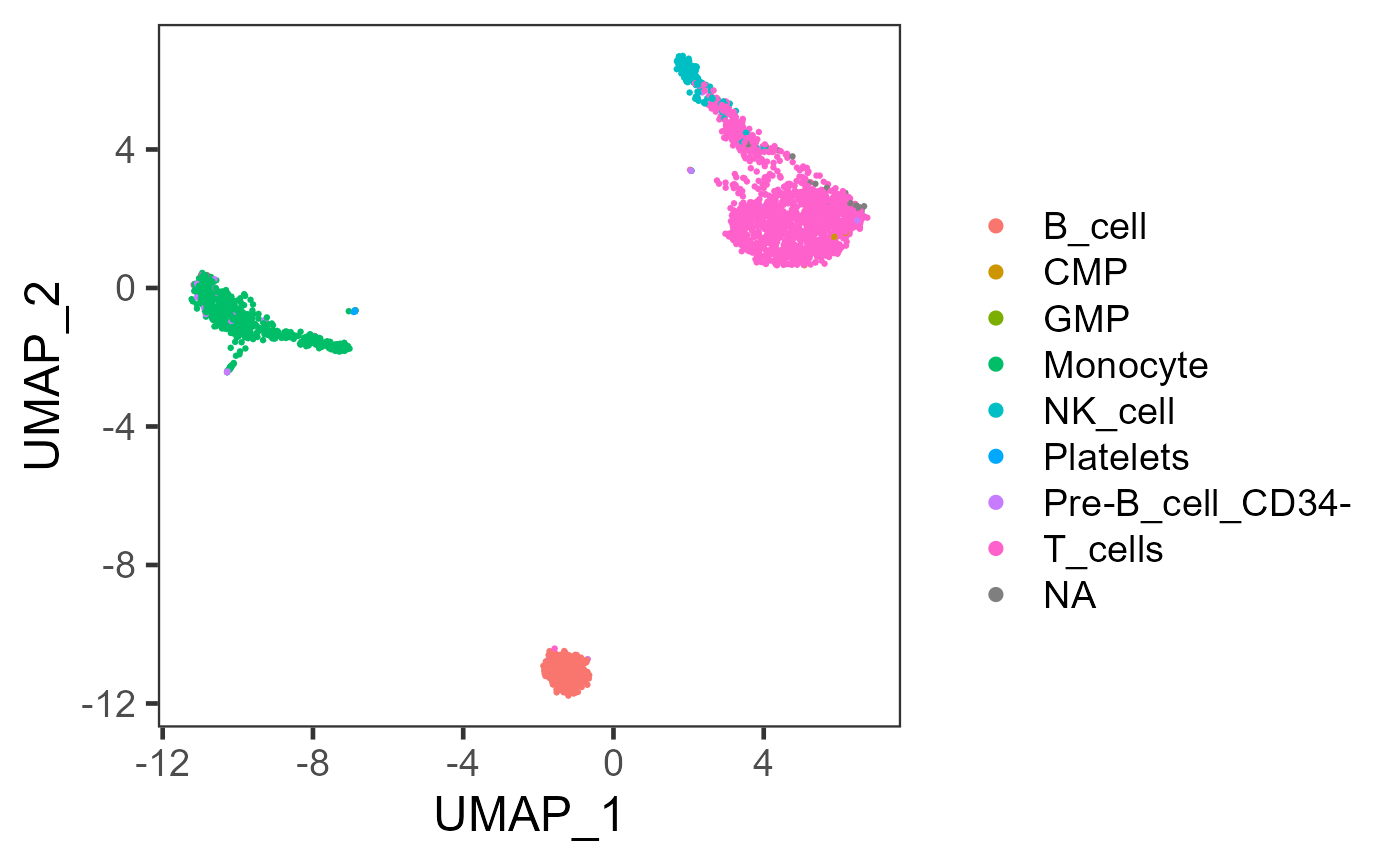 4
0
-4
-8
-12
UMAP_2
-12
-8
-4
0
4
UMAP_1
B_cell
CMP
GMP
Monocyte
NK_cell
Platelets
Pre-B_cell_CD34-
T_cells
NA